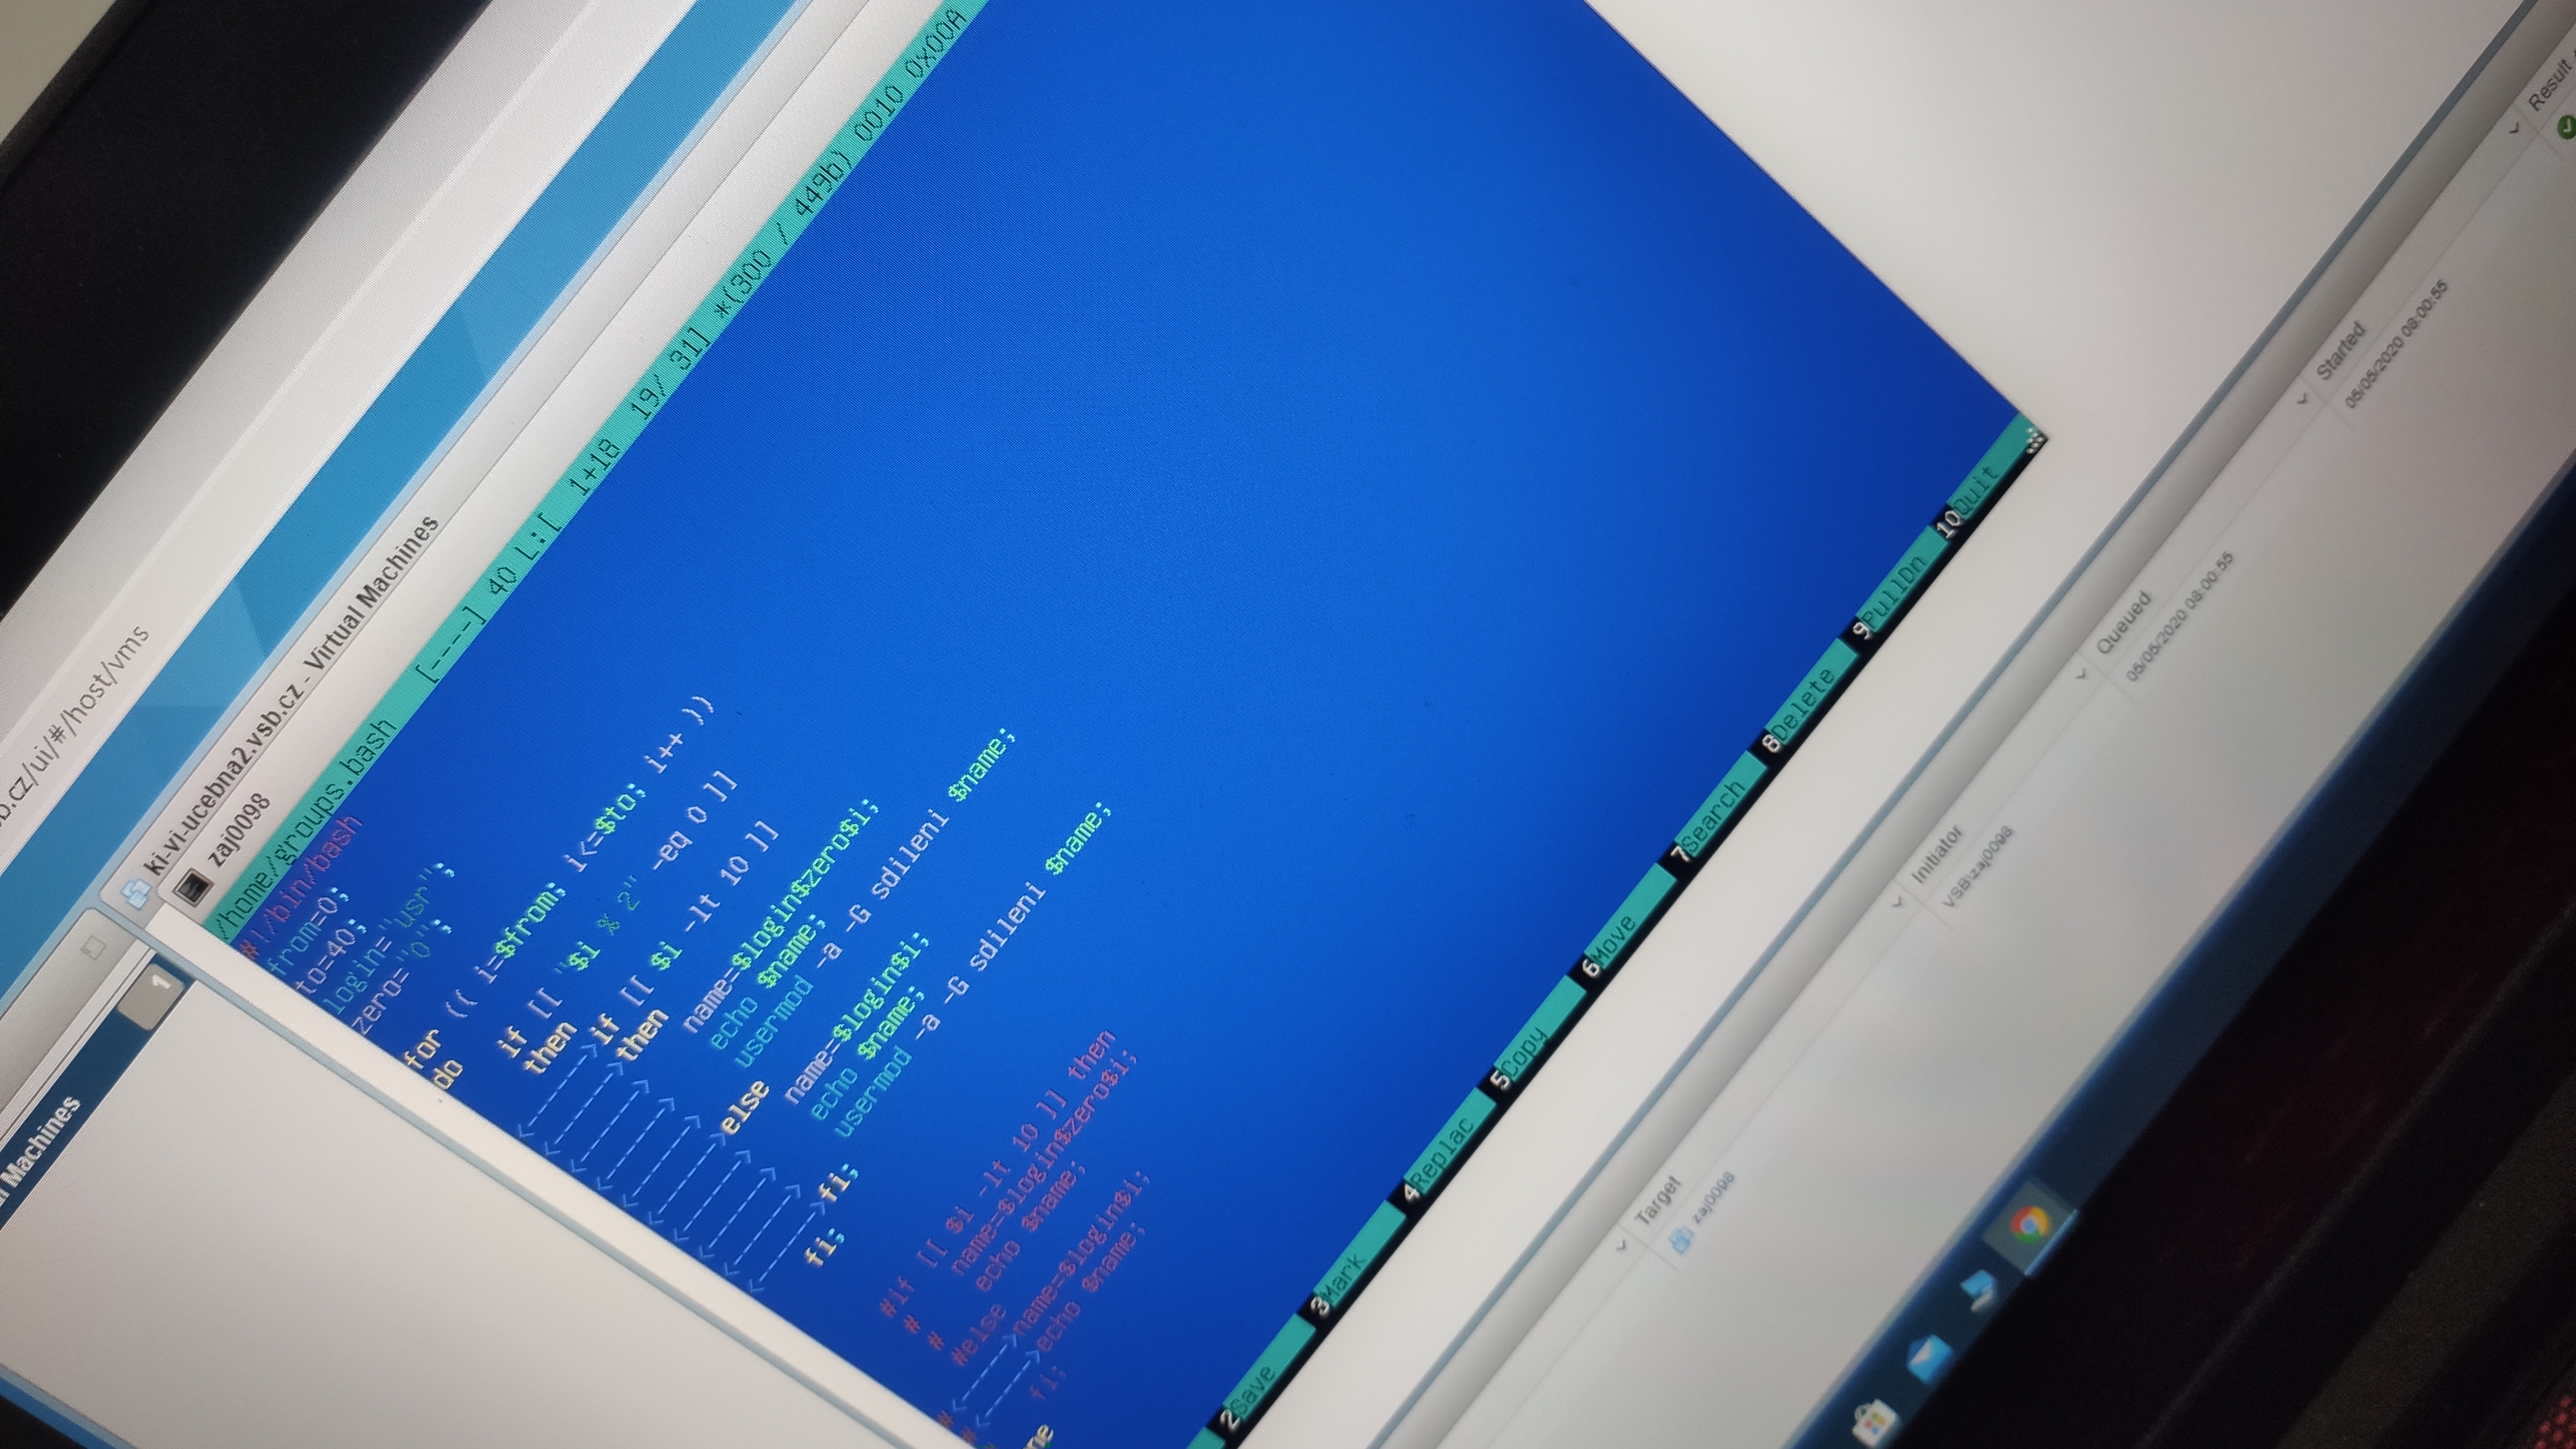 b.cz/ui/#/host/vms
Machines
1
ki-vi-ucebna2.vsb.cz - Virtual Machines
zaj0098
/home/groups.bash [----] 40 L:[ 1+18 19/ 31] *(300 / 449b) 0010 0x00A
#!/bin/bash
from=0;
to=40;
login="usr";
zero="0";
for (( i=$from; i<=$to; i++ ))
do
if [[ "$i % 2" -eq 0 ]]
then
<------>if [[ $i -lt 10 ]]
<------>then
<------> name=$login$zero$i;
<------> echo $name;
<------> usermod -a -G sdileni $name;
<------>else
<------> name=$login$i;
<------> echo $name;
<------> usermod -a -G sdileni $name;
<------>fi;
fi;
#if [[ $i -lt 10 ]] then
# name=$login$zero$i;
# echo $name;
#else
#<------>name=$login$i;
#<------>echo $name;
fi;
2Save 3Mark 4Replac 5Copy 6Move 7Search 8Delete 9PullDn 10Quit
Target Initiator Queued Started Result
zaj0098 VSB\zaj0098 05/05/2020 08:00:55 05/05/2020 08:00:55